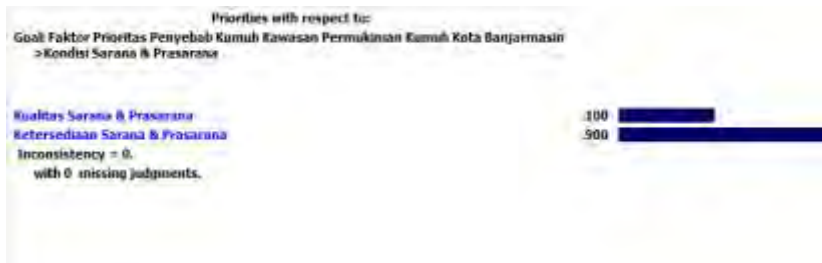 Priorities with respect to:
Goal: Faktor Prioritas Penyebab Kumuh Kawasan Permukiman Kumuh Kota Banjarmasin
>Kondisi Sarana & Prasarana
Kualitas Sarana & Prasarana .100
Ketersediaan Sarana & Prasarana .900
Inconsistency = 0.
with 0 missing judgments.